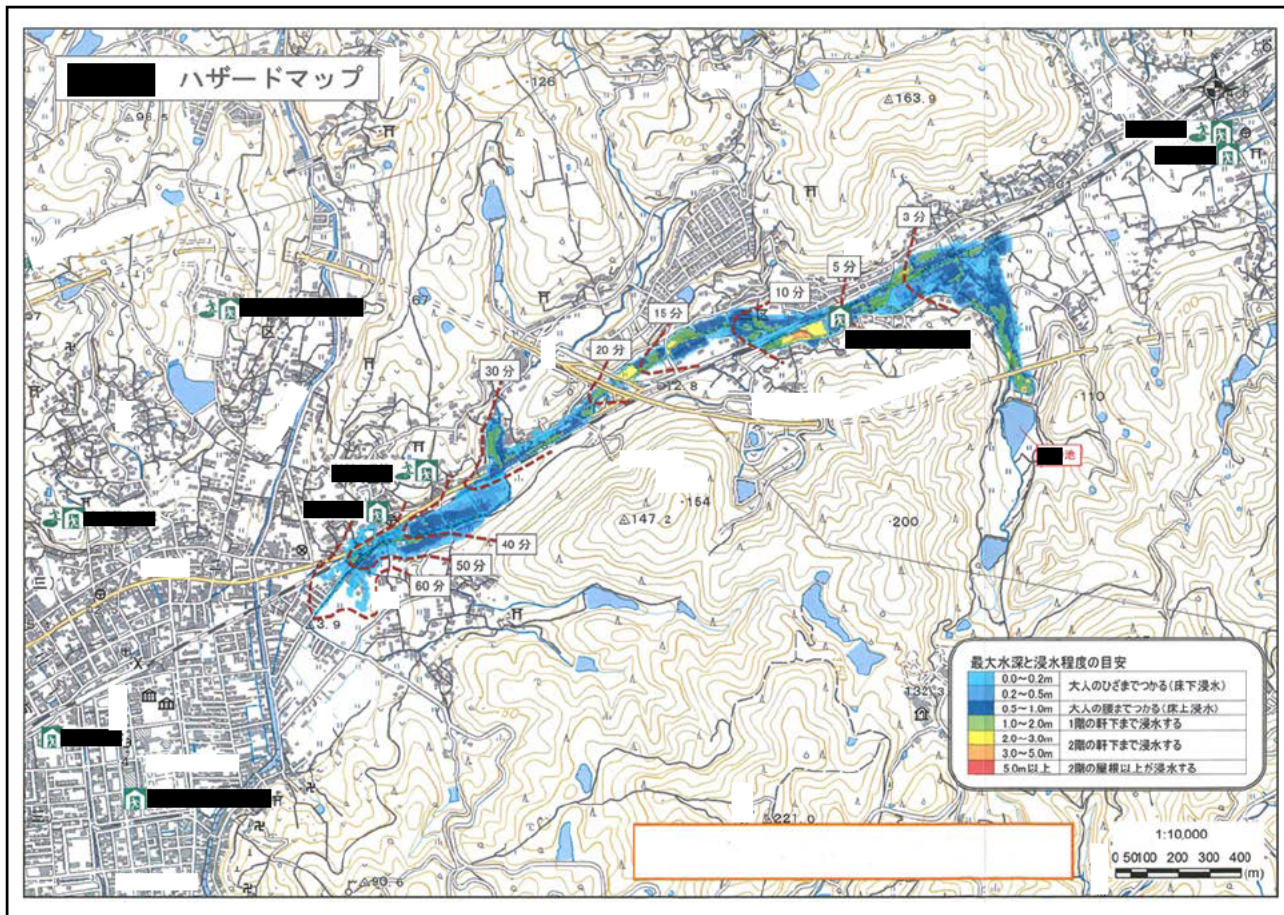 ハザードマップ
126
△98.5
△163.9
3分
5分
67
10分
15分
20分
12.8
30分
110
池
154
△147.2
200
40分
50分
60分
3.9
最大水深と浸水程度の目安
0.0~0.2m 大人のひざまでつかる(床下浸水)
0.2~0.5m
0.5~1.0m 大人の腰までつかる(床上浸水)
1.0~2.0m 1階の軒下まで浸水する
2.0~3.0m 2階の軒下まで浸水する
3.0~5.0m
5.0m以上 2階の屋根以上が浸水する
132.3
221.0
1:10,000
0 50100 200 300 400
(m)
90.6